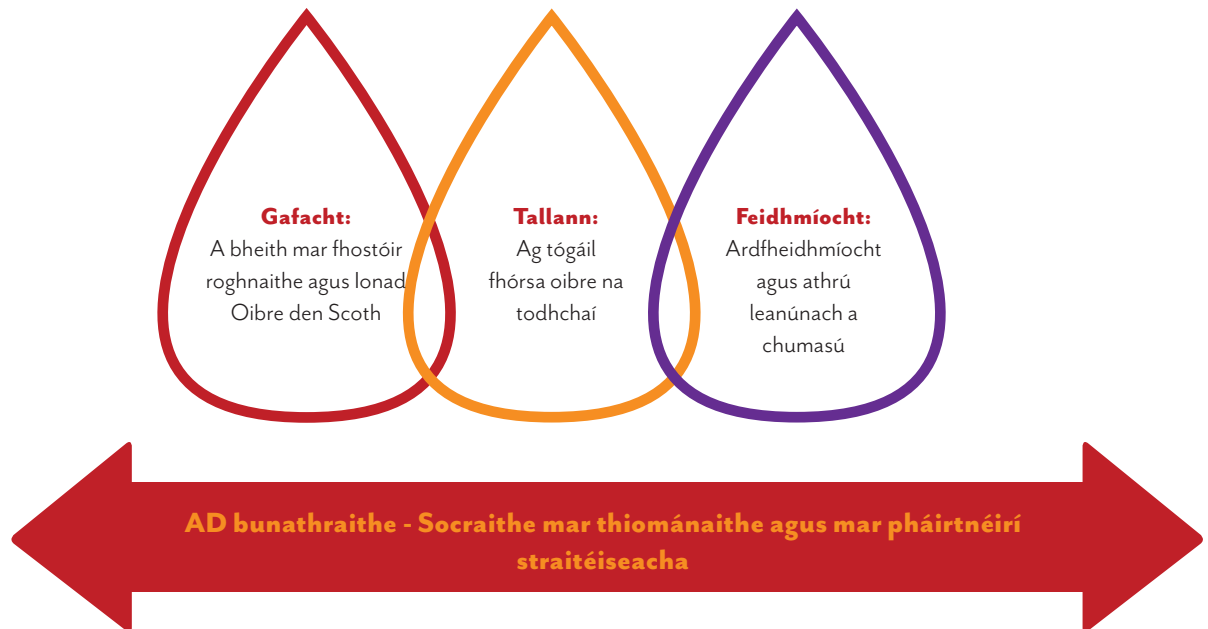 Gafacht:
A bheith mar fhostóir
roghnaithe agus Ionad
Oibre den Scoth
Tallann:
Ag tógáil
fhórsa oibre na
todhchaí
Feidhmíocht:
Ardfheidhmíocht
agus athrú
leanúnach a
chumasú
AD bunathraithe - Socraithe mar thiománaithe agus mar pháirtnéirí
straitéiseacha